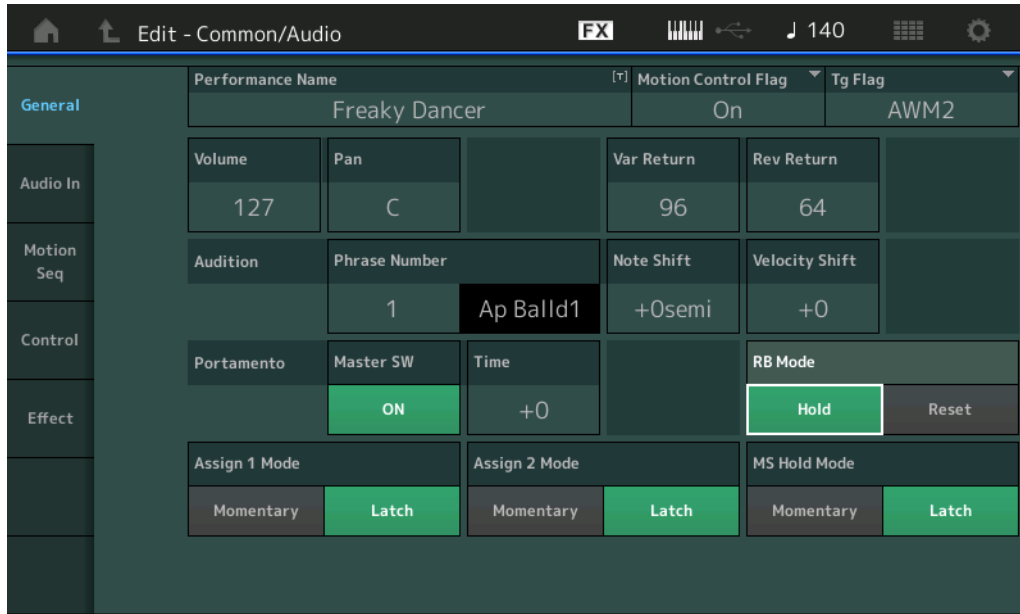 Edit - Common/Audio FX ♩ 140
Performance Name [T] Motion Control Flag Tg Flag
General
Freaky Dancer On AWM2
Volume Pan Var Return Rev Return
Audio In
127 C 96 64
Motion
Seq
Audition Phrase Number Note Shift Velocity Shift
1 Ap Balld1 +0semi +0
Control
Portamento Master SW Time RB Mode
Effect
ON +0 Hold Reset
Assign 1 Mode Assign 2 Mode MS Hold Mode
Momentary Latch Momentary Latch Momentary Latch